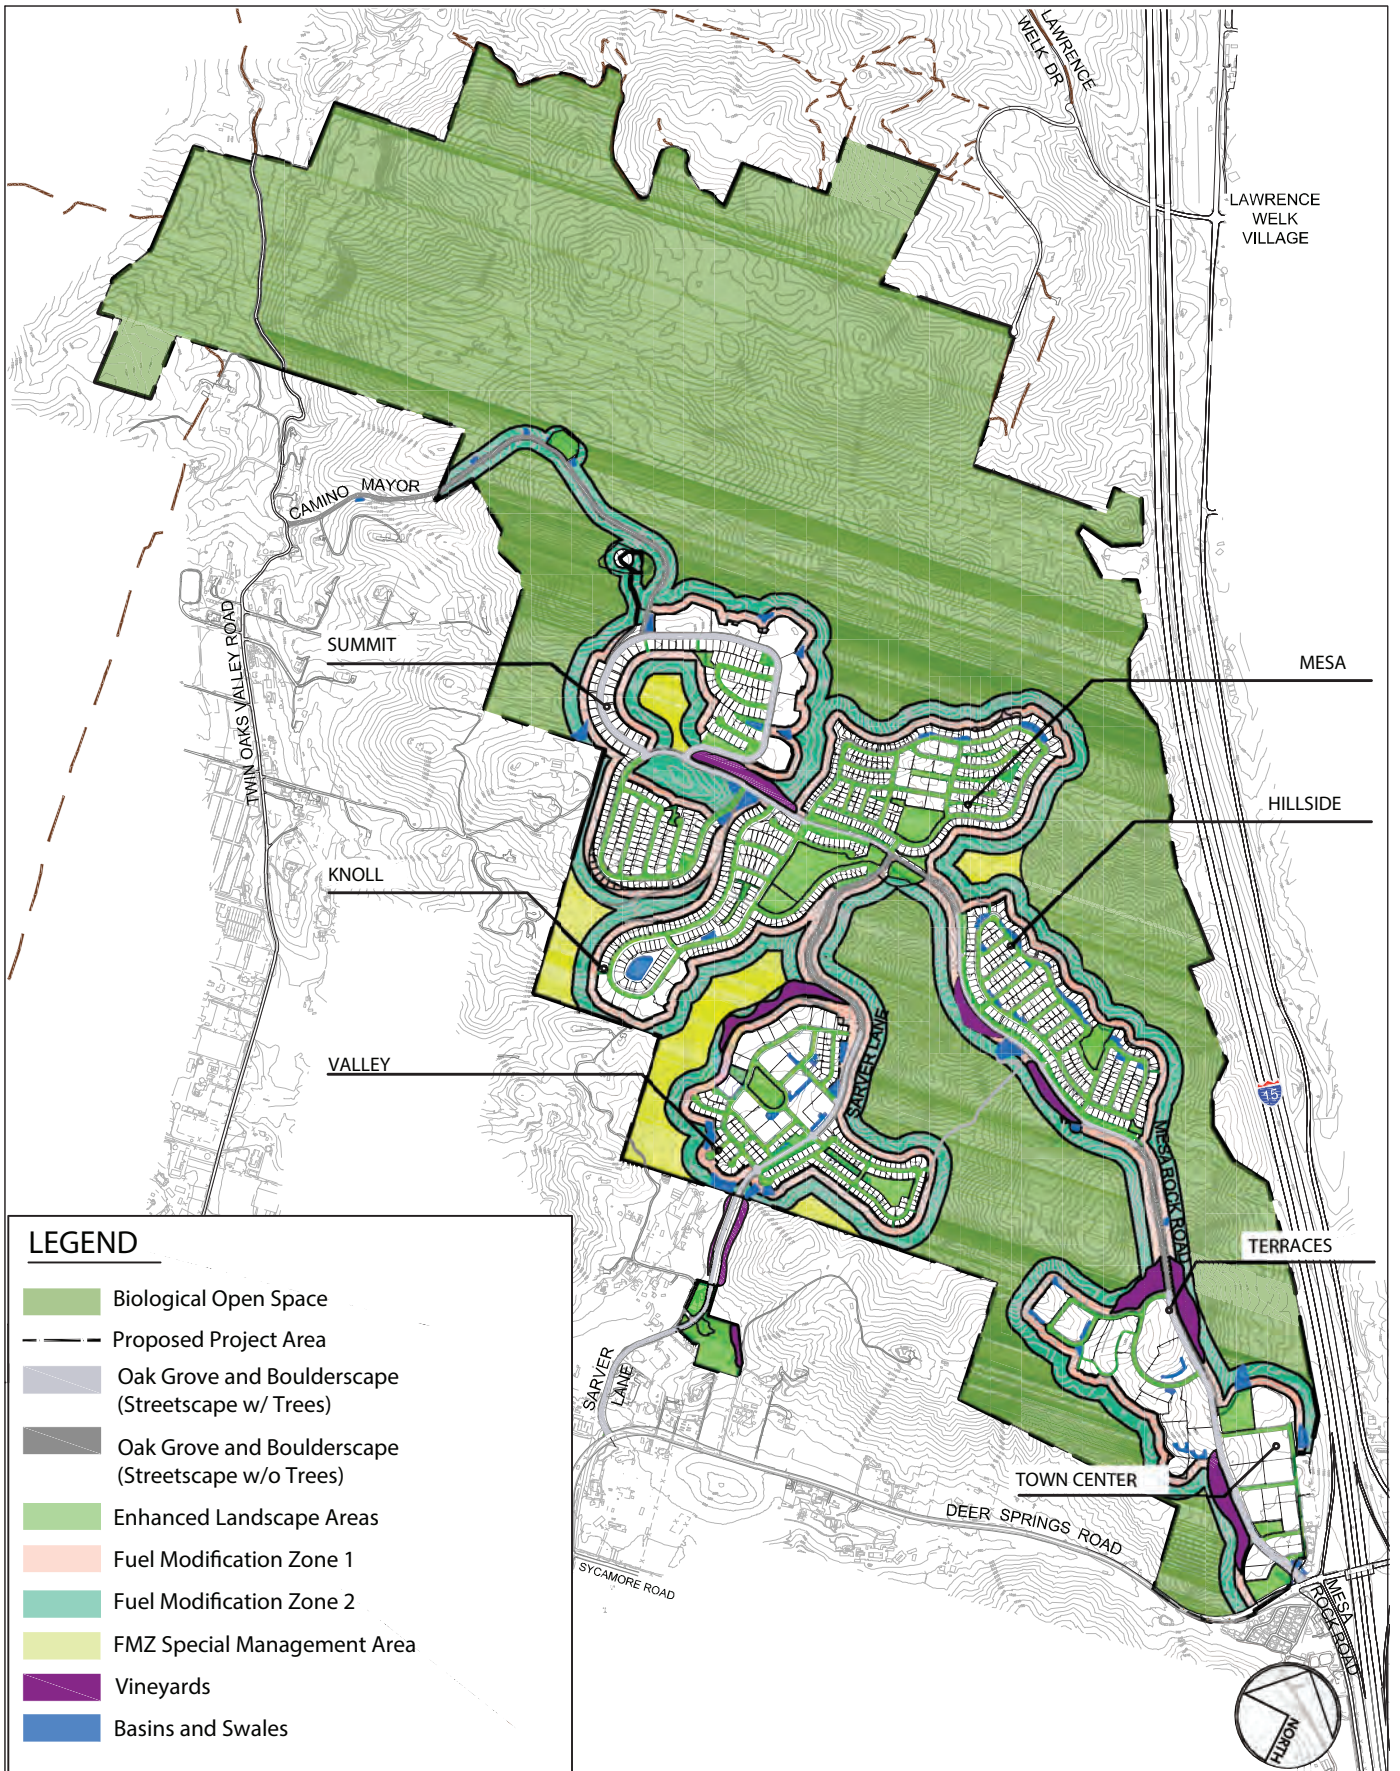 LAWRENCE
WELK DR
LAWRENCE
WELK
VILLAGE
CAMINO MAYOR
TWIN OAKS VALLEY ROAD
SUMMIT
MESA
HILLSIDE
KNOLL
VALLEY
SARVER LANE
15
MESA ROCK ROAD
TERRACES
SARVER
LANE
TOWN CENTER
DEER SPRINGS ROAD
SYCAMORE ROAD
MESA
ROCK ROAD
NORTH
LEGEND
Biological Open Space
Proposed Project Area
Oak Grove and Boulderscape
(Streetscape w/ Trees)
Oak Grove and Boulderscape
(Streetscape w/o Trees)
Enhanced Landscape Areas
Fuel Modification Zone 1
Fuel Modification Zone 2
FMZ Special Management Area
Vineyards
Basins and Swales